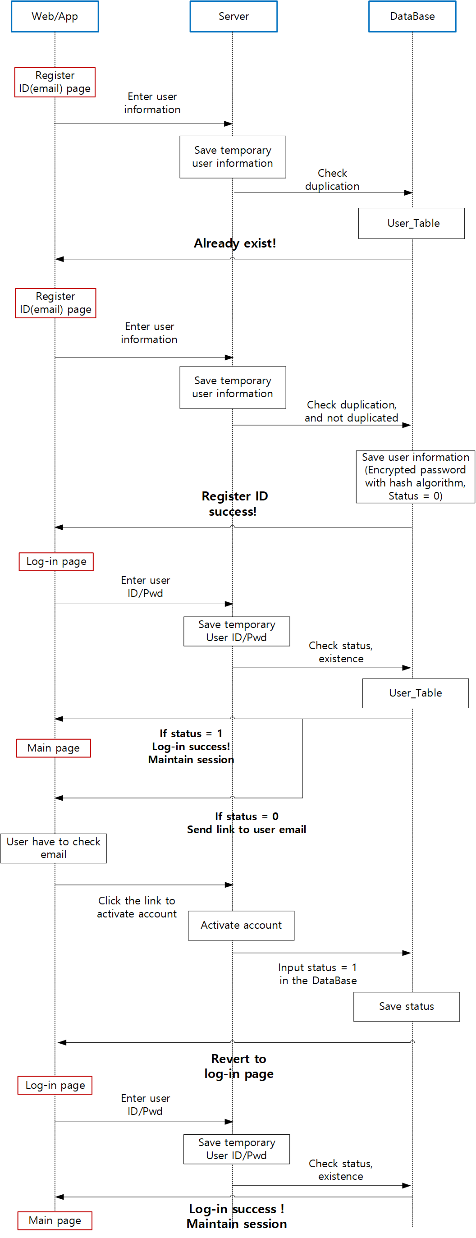 Web/App
Server
DataBase
Register
ID(email) page
Enter user
information
Save temporary
user information
Check
duplication
User_Table
Already exist!
Register
ID(email) page
Enter user
information
Save temporary
user information
Check duplication,
and not duplicated
Save user information
(Encrypted password
with hash algorithm,
Status = 0)
Register ID
success!
Log-in page
Enter user
ID/Pwd
Save temporary
User ID/Pwd
Check status,
existence
User_Table
If status = 1
Log-in success!
Maintain session
Main page
If status = 0
Send link to user email
User have to check
email
Click the link to
activate account
Activate account
Input status = 1
in the DataBase
Save status
Revert to
log-in page
Log-in page
Enter user
ID/Pwd
Save temporary
User ID/Pwd
Check status,
existence
Log-in success !
Maintain session
Main page